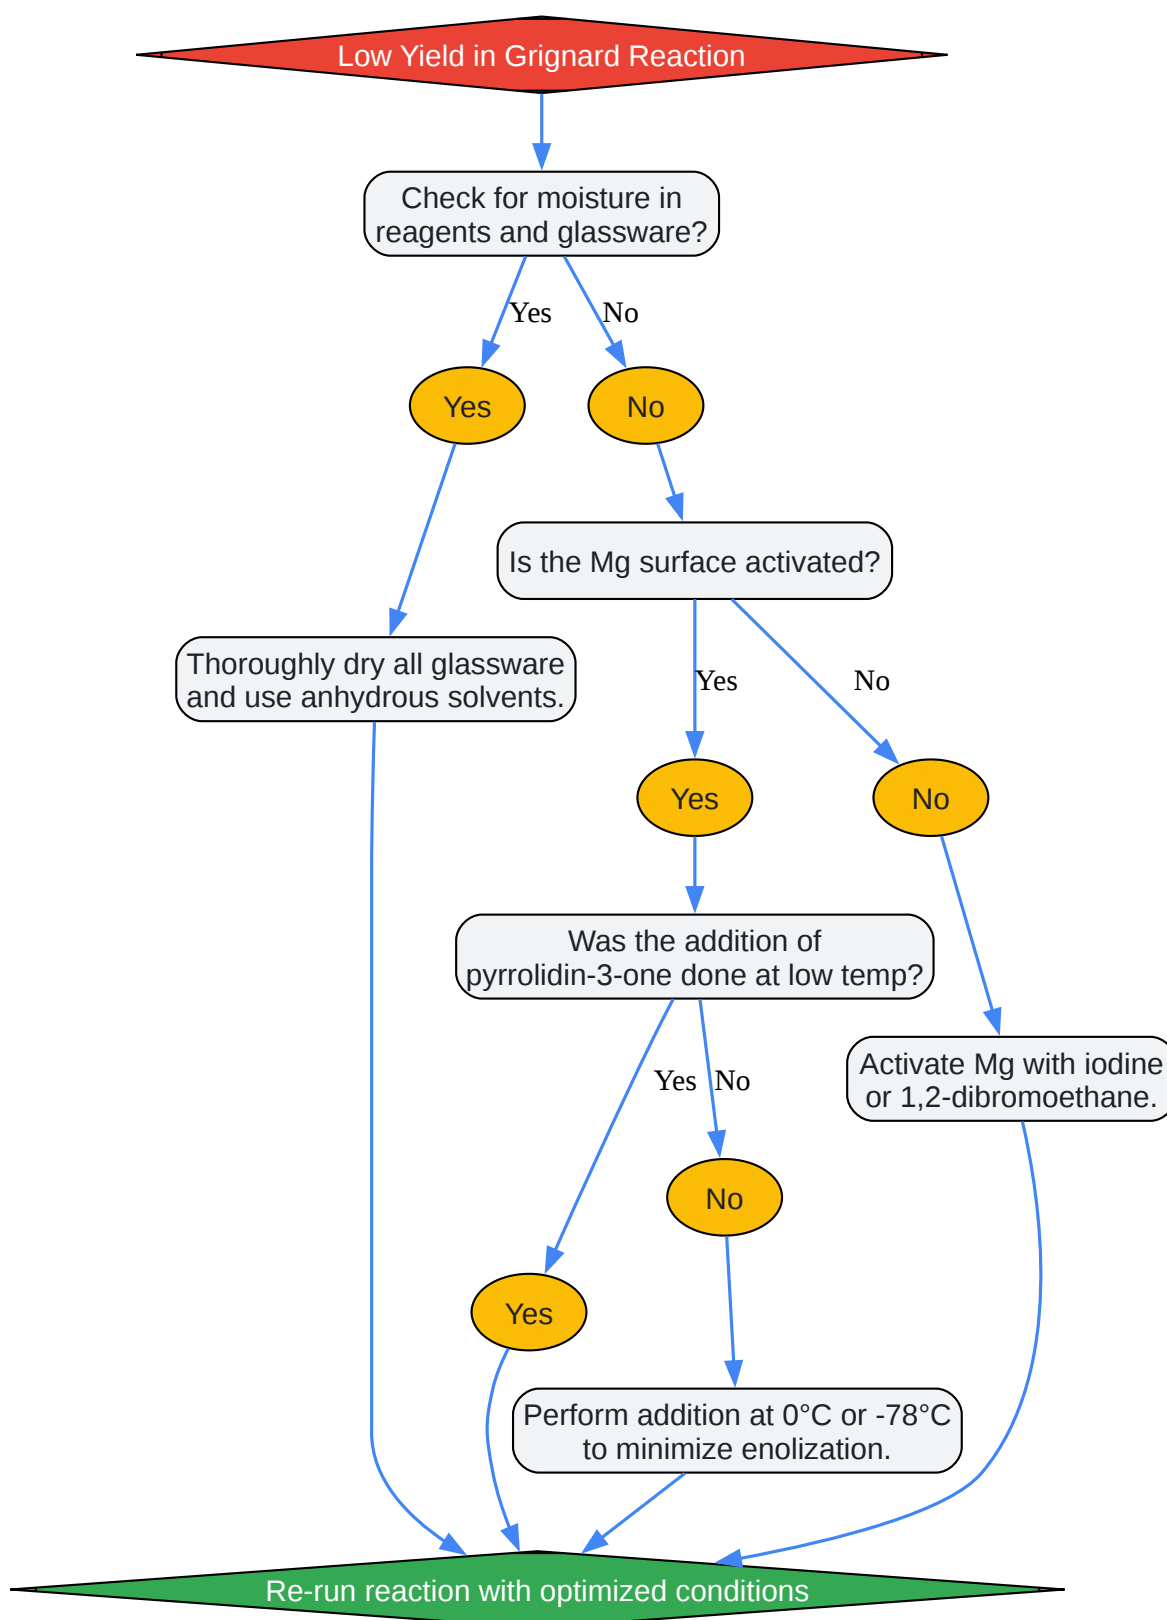 Low Yield in Grignard Reaction
Check for moisture in
reagents and glassware?
Yes
No
Yes
No
Is the Mg surface activated?
Thoroughly dry all glassware
and use anhydrous solvents.
Yes
No
Yes
No
Was the addition of
pyrrolidin-3-one done at low temp?
Activate Mg with iodine
or 1,2-dibromoethane.
Yes
No
No
Yes
Perform addition at 0°C or -78°C
to minimize enolization.
Re-run reaction with optimized conditions